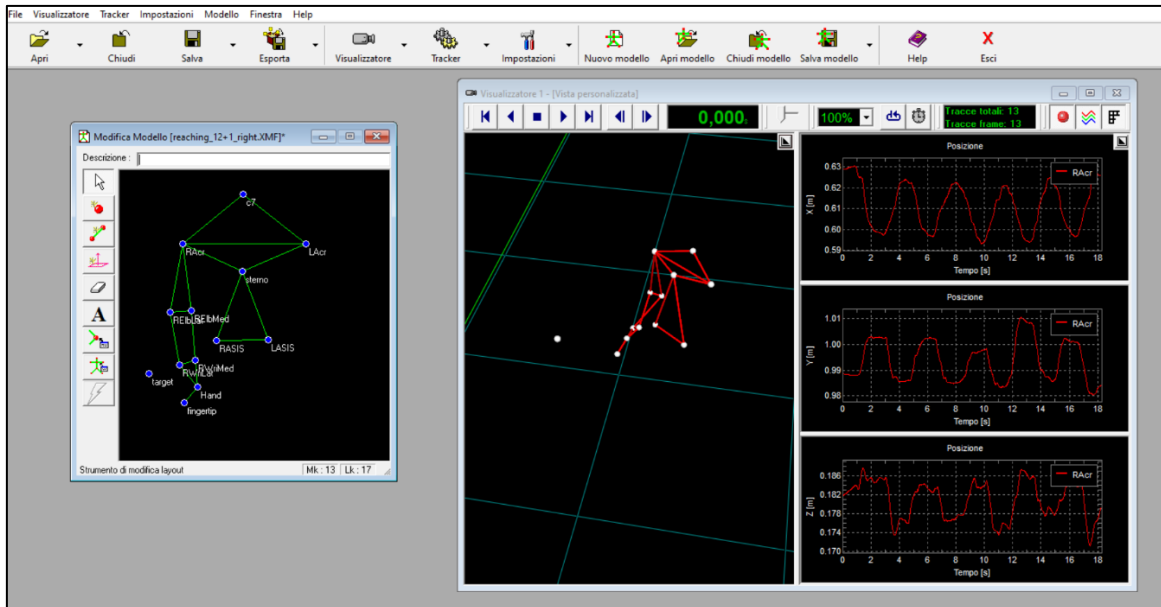 File Visualizzatore Tracker Impostazioni Modello Finestra Help
Apri Chiudi Salva Esporta Visualizzatore Tracker Impostazioni Nuovo modello Apri modello Chiudi modello Salva modello Help Esci
Modifica Modello [reaching_12+1_right.XMF]*
Descrizione :
A
c7
RAcr
LAcr
sterno
RElbMed
RASIS
LASIS
RWriMed
target
Hand
fingertip
Strumento di modifica layout Mk : 13 Lk : 17
Visualizzatore 1 - [Vista personalizzata]
0,000s
100%
Tracce totali: 13
Tracce frame: 13
Posizione
RAcr
X [m]
0.63
0.62
0.61
0.60
0.59
0 2 4 6 8 10 12 14 16 18
Tempo [s]
Posizione
RAcr
Y [m]
1.01
1.00
0.99
0.98
0 2 4 6 8 10 12 14 16 18
Tempo [s]
Posizione
RAcr
Z [m]
0.186
0.182
0.178
0.174
0.170
0 2 4 6 8 10 12 14 16 18
Tempo [s]